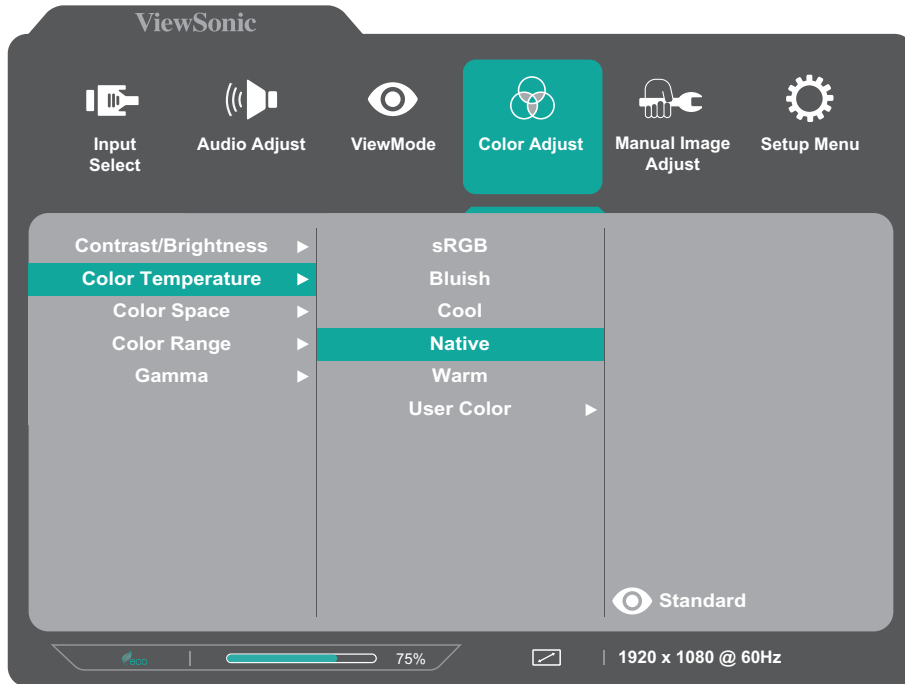 ViewSonic
Input
Select
Audio Adjust
ViewMode
Color Adjust
Manual Image
Adjust
Setup Menu
Contrast/Brightness
Color Temperature
Color Space
Color Range
Gamma
sRGB
Bluish
Cool
Native
Warm
User Color
Standard
eco
75%
1920 x 1080 @ 60Hz